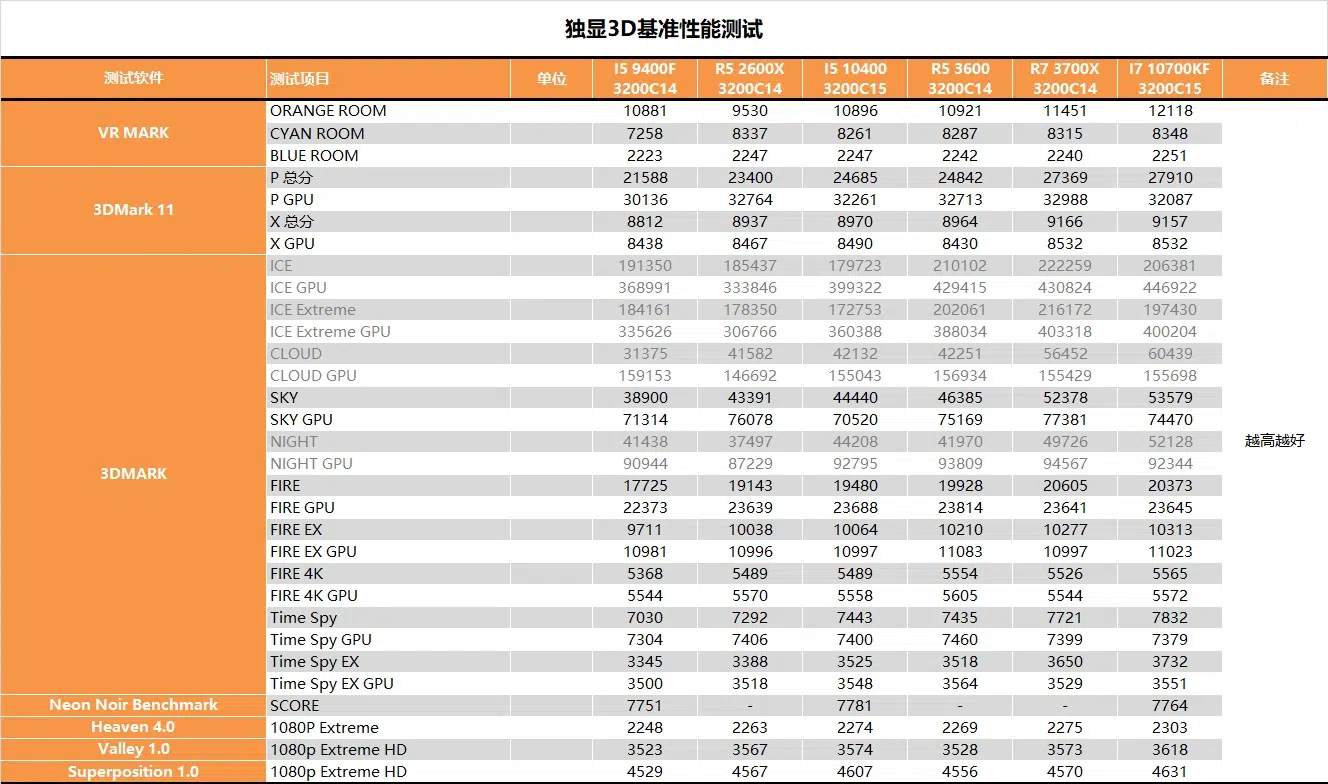 独显3D基准性能测试
测试软件 测试项目 单位 I5 9400F 3200C14 R5 2600X 3200C14 I5 10400 3200C15 R5 3600 3200C14 R7 3700X 3200C14 I7 10700KF 3200C15 备注
VR MARK ORANGE ROOM 10881 9530 10896 10921 11451 12118 越高越好
CYAN ROOM 7258 8337 8261 8287 8315 8348
BLUE ROOM 2223 2247 2247 2242 2240 2251
3DMark 11 P 总分 21588 23400 24685 24842 27369 27910
P GPU 30136 32764 32261 32713 32988 32087
X 总分 8812 8937 8970 8964 9166 9157
X GPU 8438 8467 8490 8430 8532 8532
3DMARK ICE 191350 185437 179723 210102 222259 206381
ICE GPU 368991 333846 399322 429415 430824 446922
ICE Extreme 184161 178350 172753 202061 216172 197430
ICE Extreme GPU 335626 306766 360388 388034 403318 400204
CLOUD 31375 41582 42132 42251 56452 60439
CLOUD GPU 159153 146692 155043 156934 155429 155698
SKY 38900 43391 44440 46385 52378 53579
SKY GPU 71314 76078 70520 75169 77381 74470
NIGHT 41438 37497 44208 41970 49726 52128
NIGHT GPU 90944 87229 92795 93809 94567 92344
FIRE 17725 19143 19480 19928 20605 20373
FIRE GPU 22373 23639 23688 23814 23641 23645
FIRE EX 9711 10038 10064 10210 10277 10313
FIRE EX GPU 10981 10996 10997 11083 10997 11023
FIRE 4K 5368 5489 5489 5554 5526 5565
FIRE 4K GPU 5544 5570 5558 5605 5544 5572
Time Spy 7030 7292 7443 7435 7721 7832
Time Spy GPU 7304 7406 7400 7460 7399 7379
Time Spy EX 3345 3388 3525 3518 3650 3732
Time Spy EX GPU 3500 3518 3548 3564 3529 3551
Neon Noir Benchmark SCORE 7751 - 7781 - - 7764
Heaven 4.0 1080P Extreme 2248 2263 2274 2269 2275 2303
Valley 1.0 1080p Extreme HD 3523 3567 3574 3528 3573 3618
Superposition 1.0 1080p Extreme HD 4529 4567 4607 4556 4570 4631